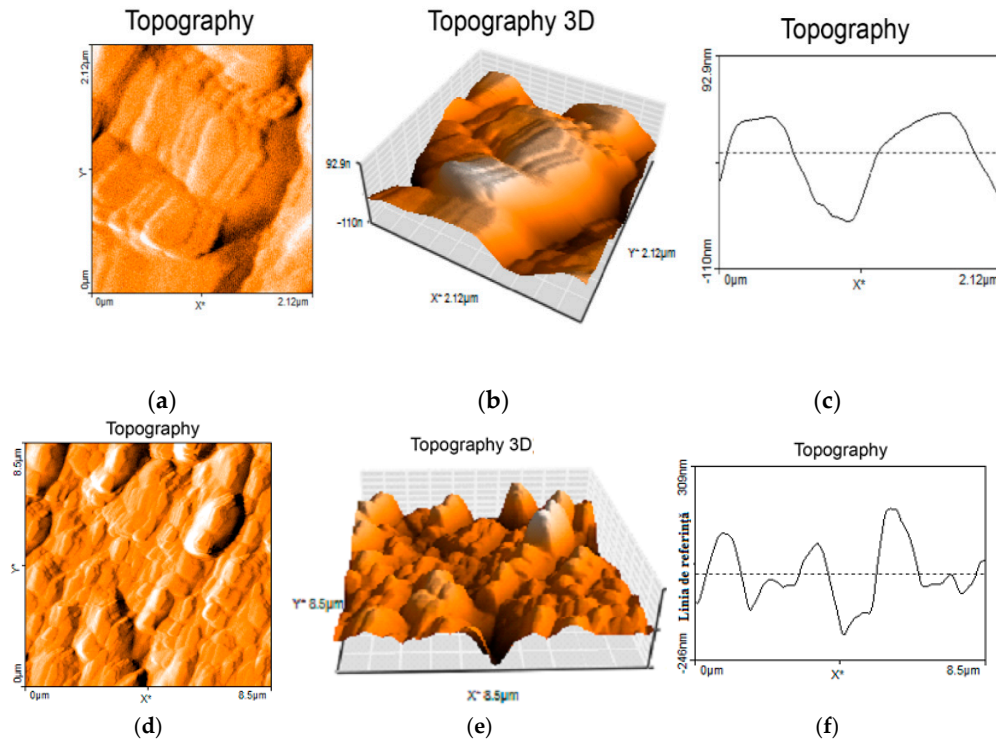 Topography
2.12µm
Y*
0µm
0µm
X*
2.12µm
(a)
Topography 3D
92.9n
-110n
X* 2.12µm
Y* 2.12µm
(b)
Topography
92.9nm
-110nm
0µm
X*
2.12µm
(c)
Topography
8.5µm
Y*
0µm
0µm
X*
8.5µm
(d)
Topography 3D
Y* 8.5µm
X* 8.5µm
(e)
Topography
309nm
Linia de referinţă
-246nm
0µm
X*
8.5µm
(f)